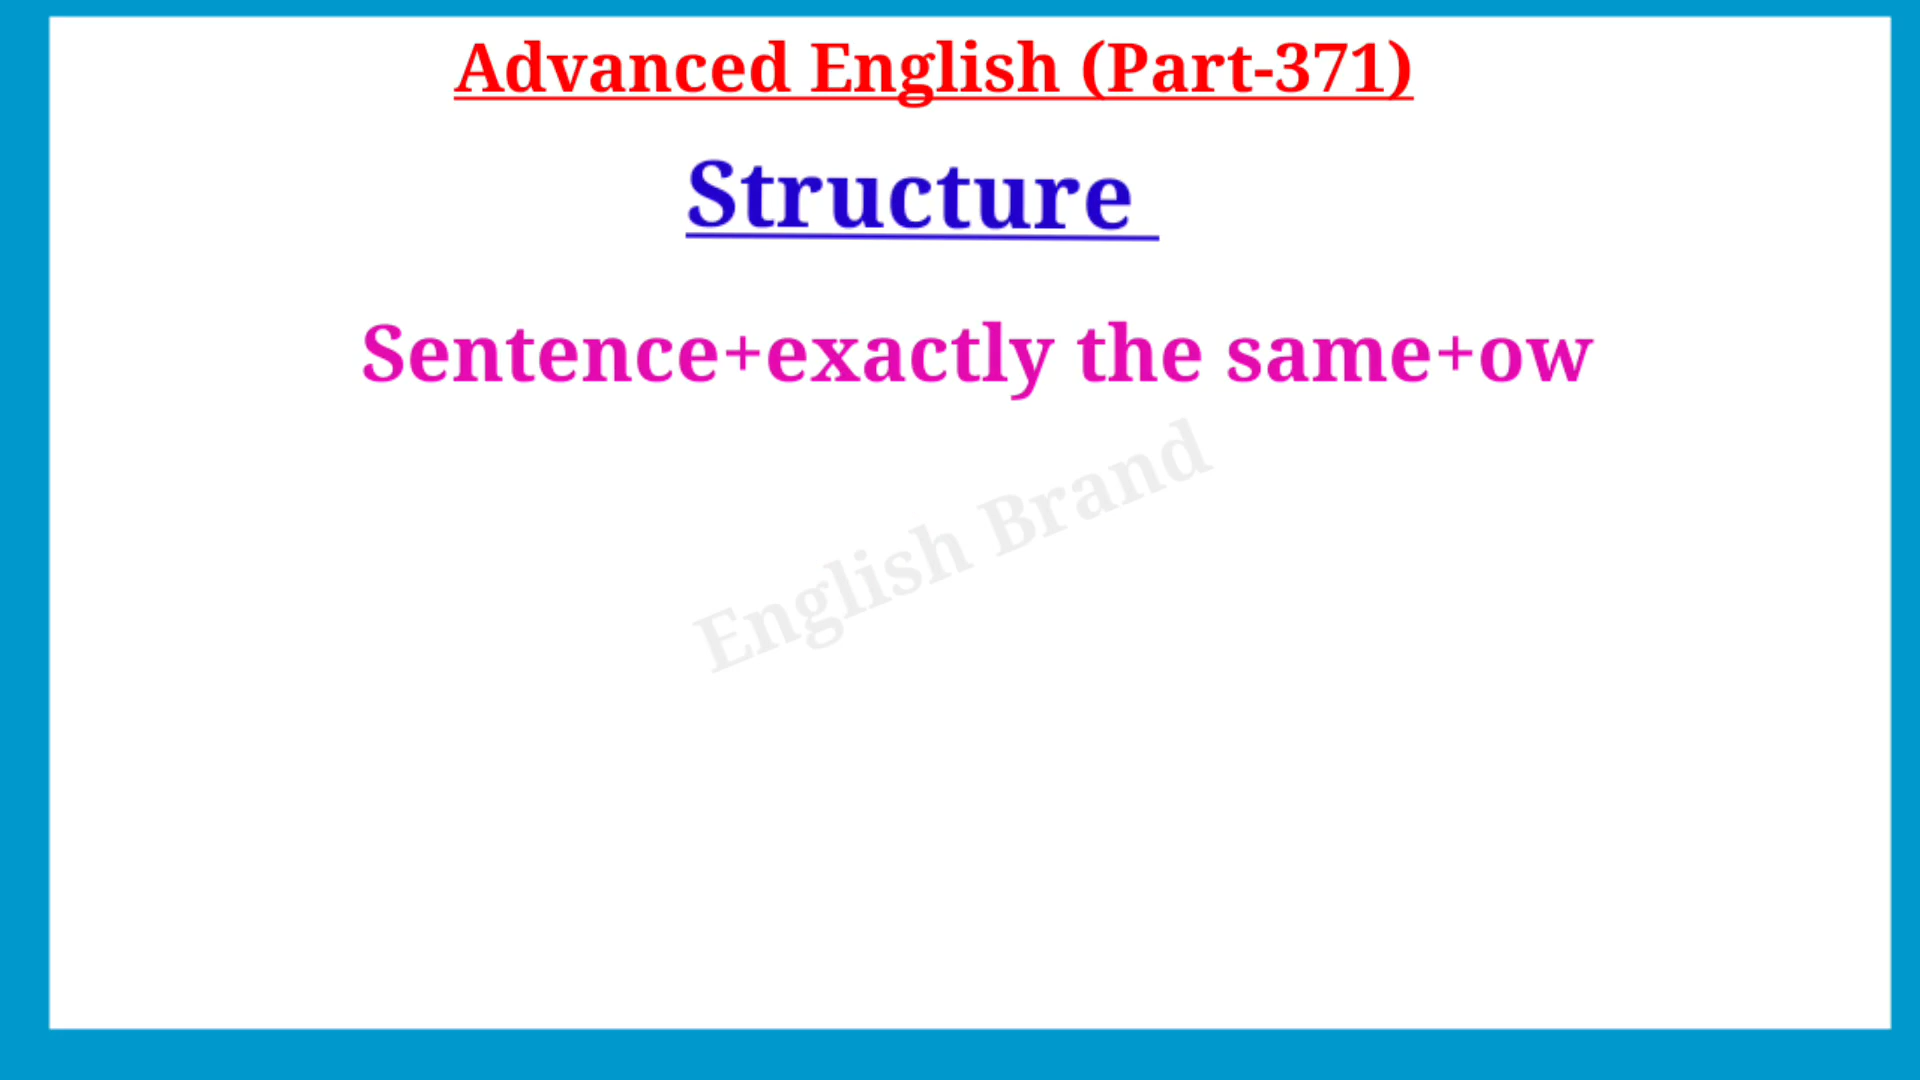 Advanced English (Part-371)
Structure
Sentence+exactly the same+ow
English Brand